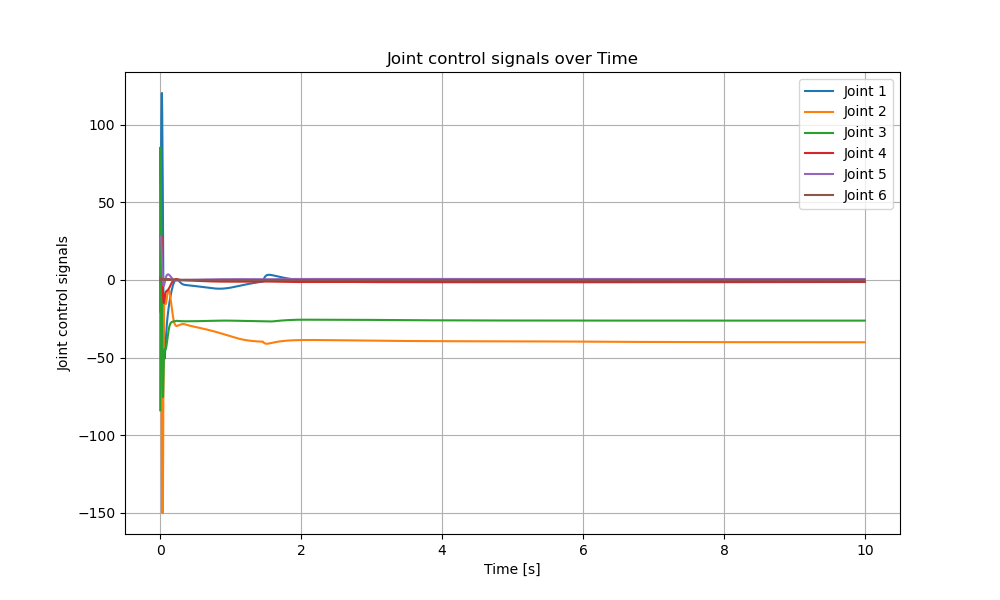 Joint control signals over Time
Joint control signals
100
50
0
−50
−100
−150
0 2 4 6 8 10
Time [s]
Joint 1
Joint 2
Joint 3
Joint 4
Joint 5
Joint 6